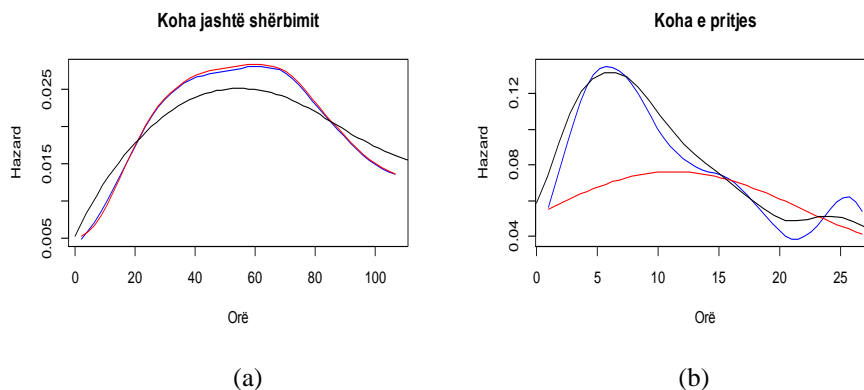 Koha jashtë shërbimit
Hazard
0.005 0.015 0.025
0 20 40 60 80 100
Orë
(a)
Koha e pritjes
Hazard
0.04 0.08 0.12
0 5 10 15 20 25
Orë
(b)